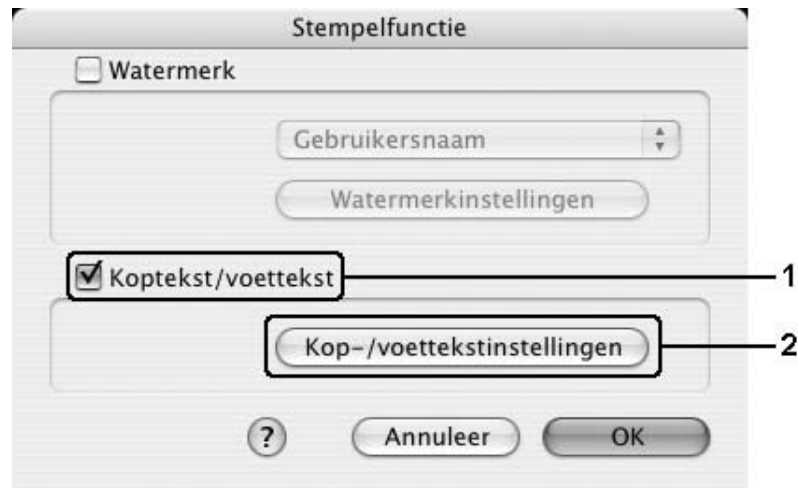 Stempelfunctie
Watermerk
Gebruikersnaam
Watermerkinstellingen
Koptekst/voettekst
1
Kop-/voettekstinstellingen
2
? Annuleer OK